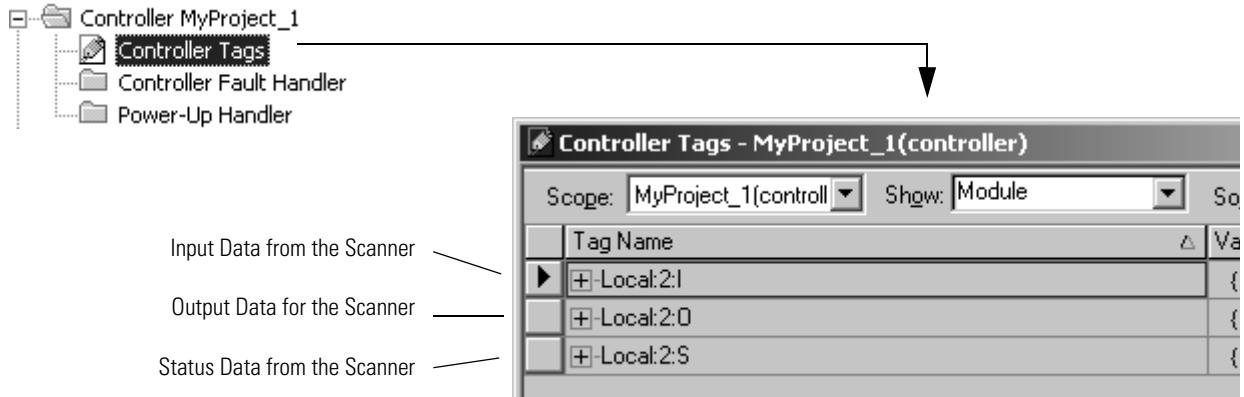 Controller MyProject_1
Controller Tags
Controller Fault Handler
Power-Up Handler
Controller Tags - MyProject_1(controller)
Scope: MyProject_1(controll Show: Module So
Tag Name Va
Input Data from the Scanner
Local:2:I {
Output Data for the Scanner
Local:2:O {
Status Data from the Scanner
Local:2:S {